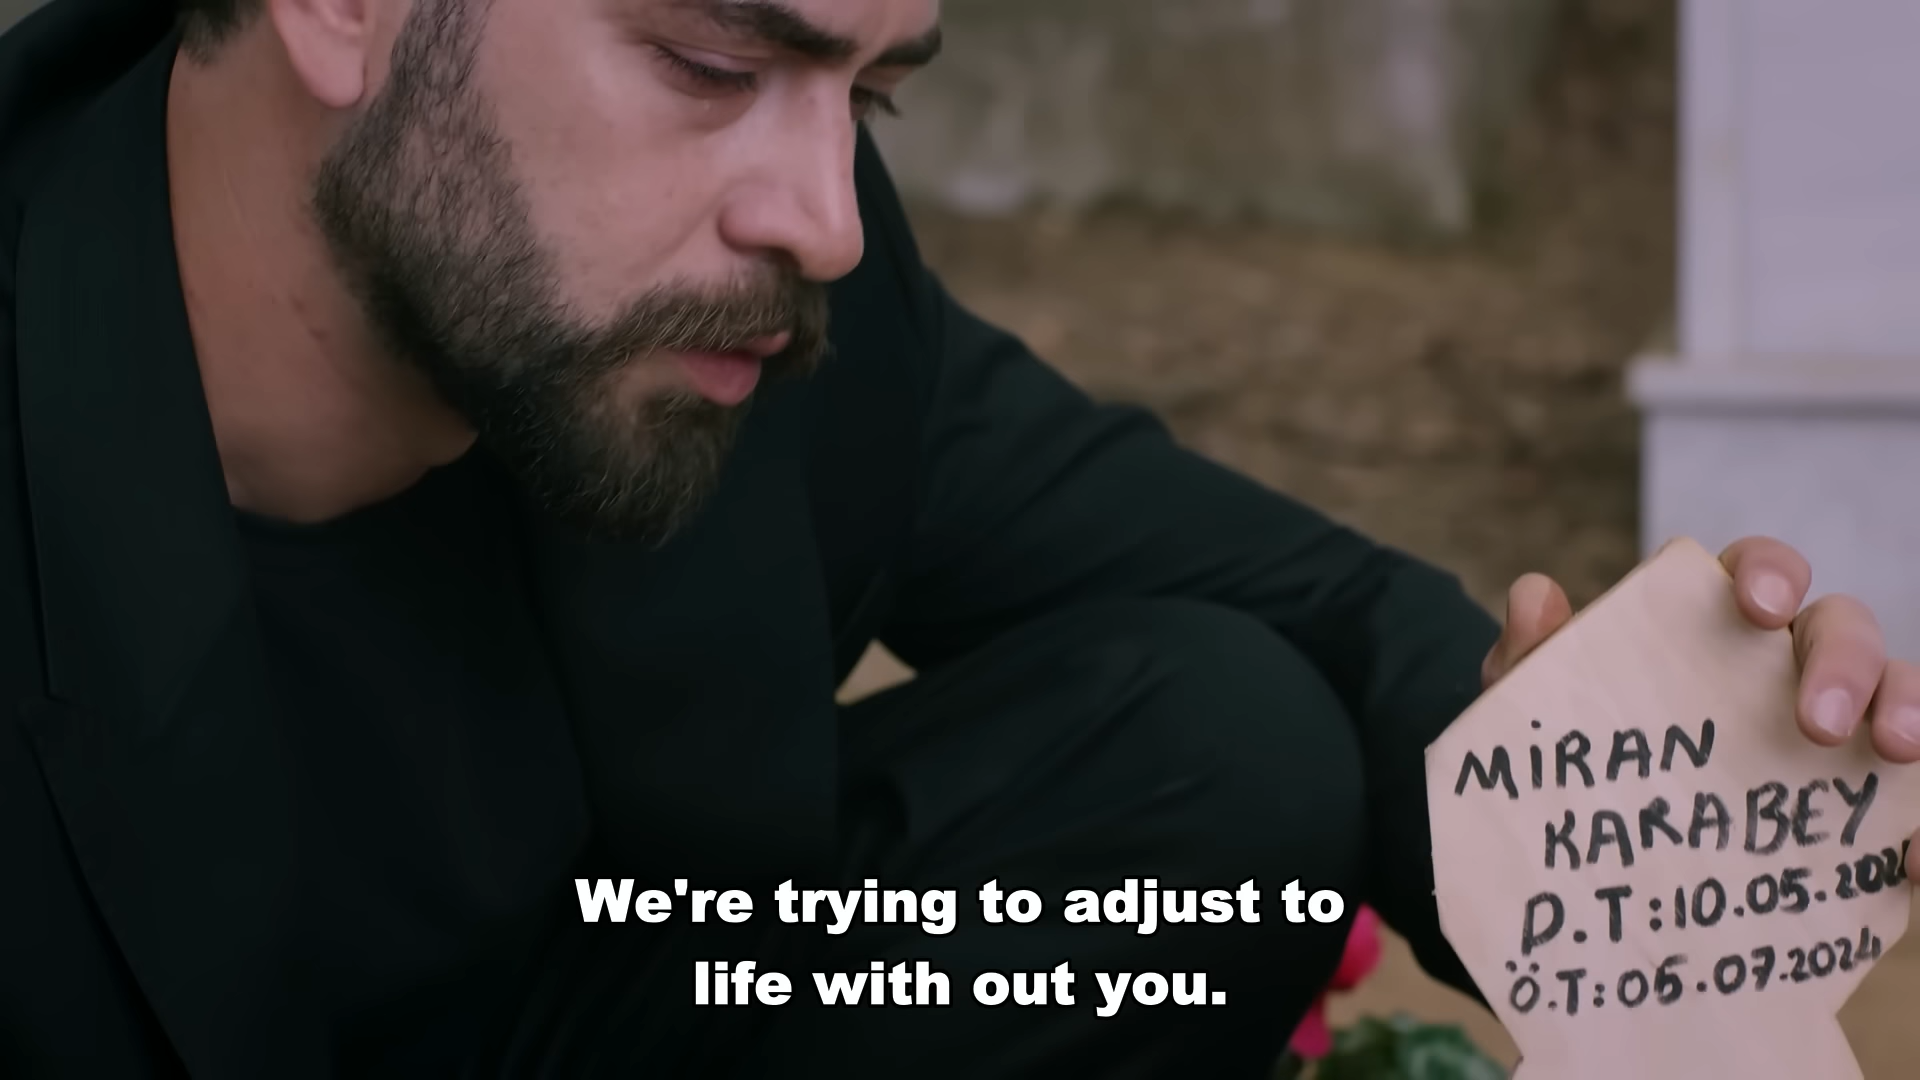 MİRAN
KARABEY
D.T:10.05.202
Ö.T:05.07.2024
We're trying to adjust to
life with out you.